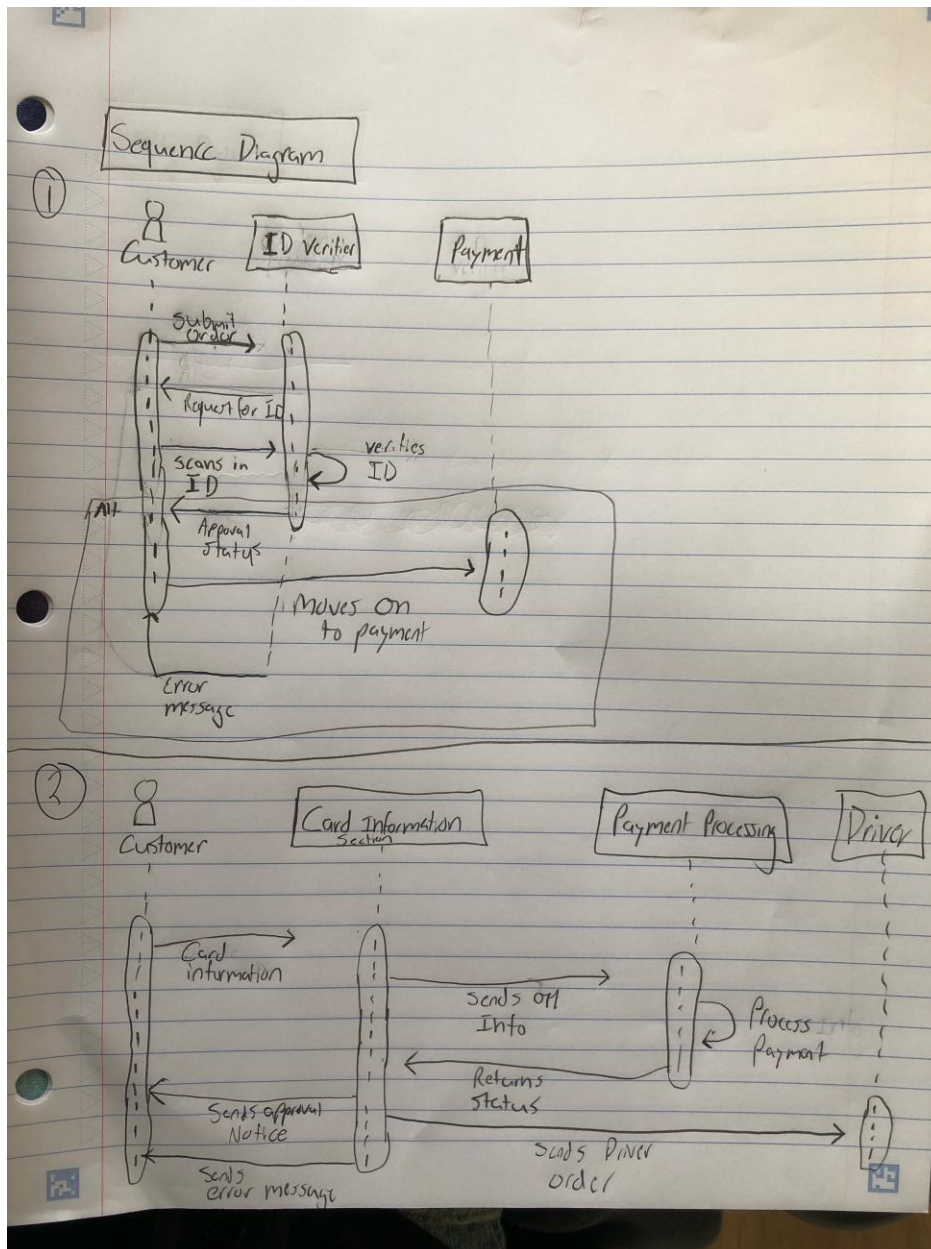 Sequence Diagram
1
Customer
ID Verifier
Payment
Submit
order
Request for ID
scans in
ID
verifies
ID
Alt
Apporal
status
Moves on
to payment
Error
message
2
Customer
Card Information
Section
Payment Processing
Driver
Card
information
Sends off
Info
Process
Payment
Returns
status
Sends approval
Notice
Sends Driver
order
Sends
error message